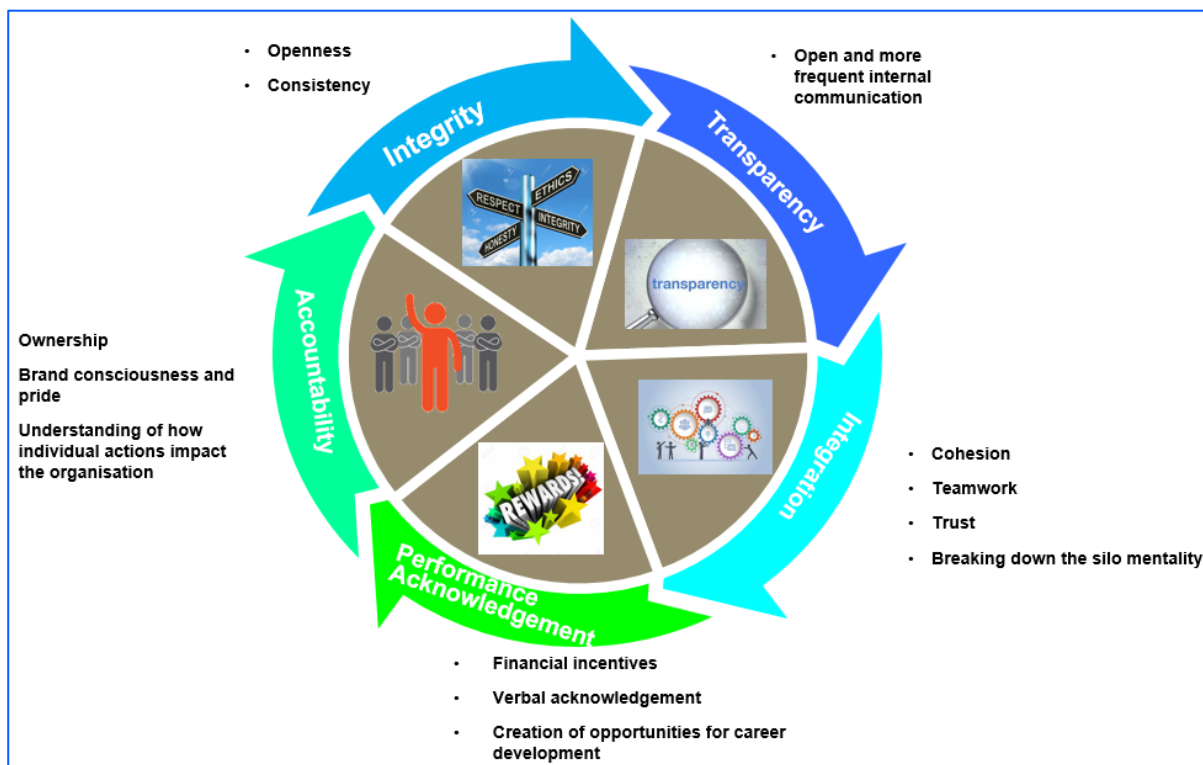 • Openness
• Consistency
Integrity
• Open and more
frequent internal
communication
Transparency
RESPECT
ETHICS
INTEGRITY
HONESTY
transparency
Accountability
Ownership
Brand consciousness and
pride
Understanding of how
individual actions impact
the organisation
Integration
• Cohesion
• Teamwork
• Trust
• Breaking down the silo mentality
REWARDS!
Performance
Acknowledgement
• Financial incentives
• Verbal acknowledgement
• Creation of opportunities for career
development